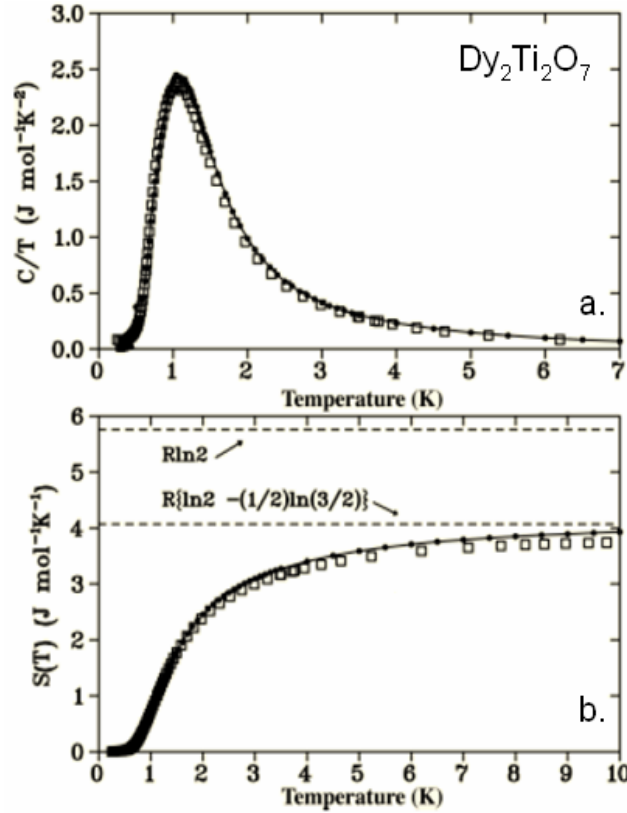 3.0
2.5
2.0
1.5
1.0
0.5
0.0
C/T (J mol⁻¹K⁻²)
Dy₂Ti₂O₇
a.
0 1 2 3 4 5 6 7
Temperature (K)
6
5
4
3
2
1
0
S(T) (J mol⁻¹K⁻¹)
Rln2
R{ln2 -(1/2)ln(3/2)}
b.
0 1 2 3 4 5 6 7 8 9 10
Temperature (K)